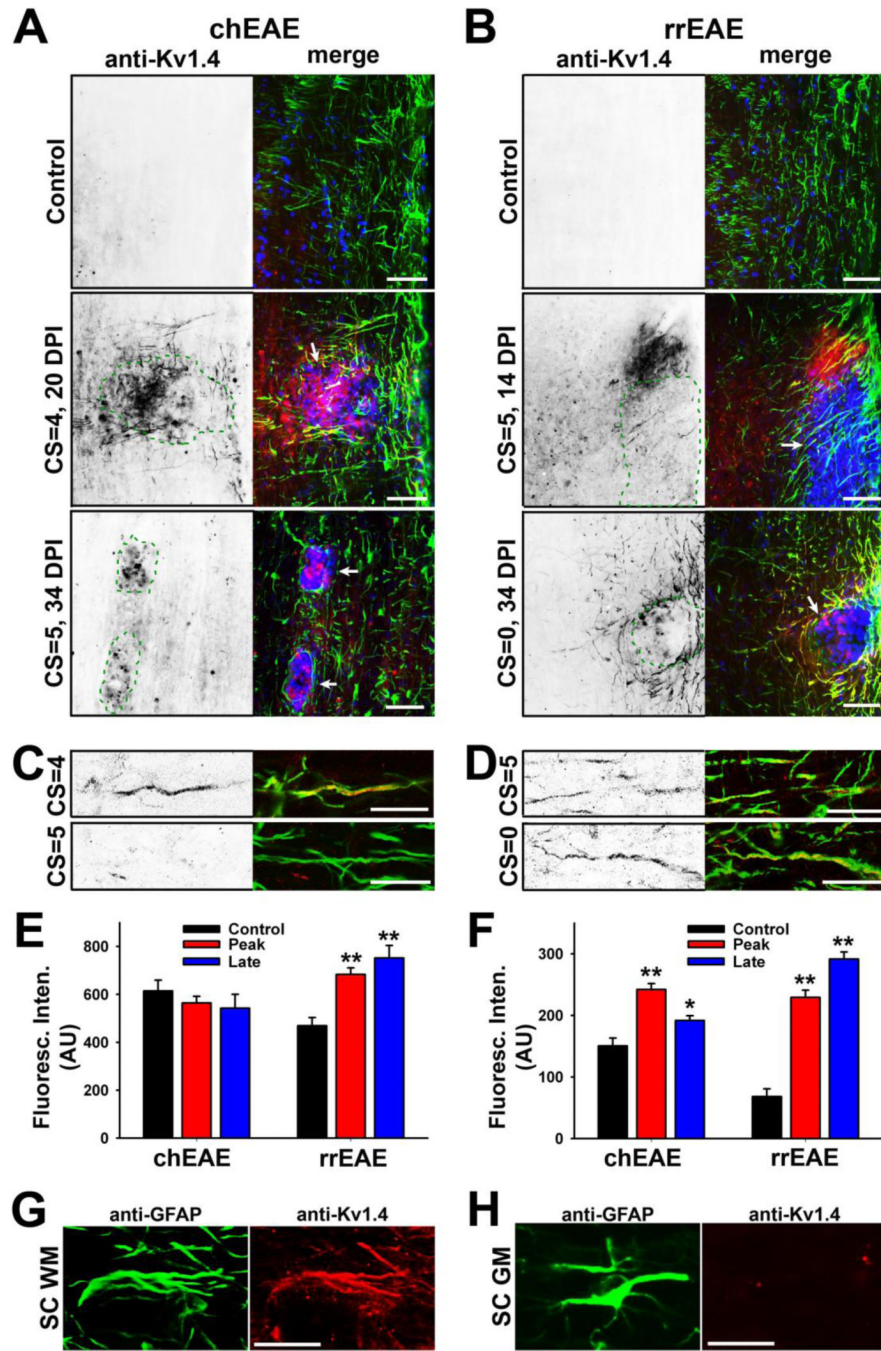 A
chEAE
anti-Kv1.4 merge
Control
CS=4, 20 DPI
CS=5, 34 DPI
B
rrEAE
anti-Kv1.4 merge
Control
CS=5, 14 DPI
CS=0, 34 DPI
C
CS=4
CS=5
D
CS=5
CS=0
E
Fluoresc. Inten.
(AU)
800
600
400
200
0
Control
Peak
Late
**
**
chEAE rrEAE
F
Fluoresc. Inten.
(AU)
300
200
100
0
Control
Peak
Late
**
*
**
**
chEAE rrEAE
G
anti-GFAP anti-Kv1.4
SC WM
H
anti-GFAP anti-Kv1.4
SC GM